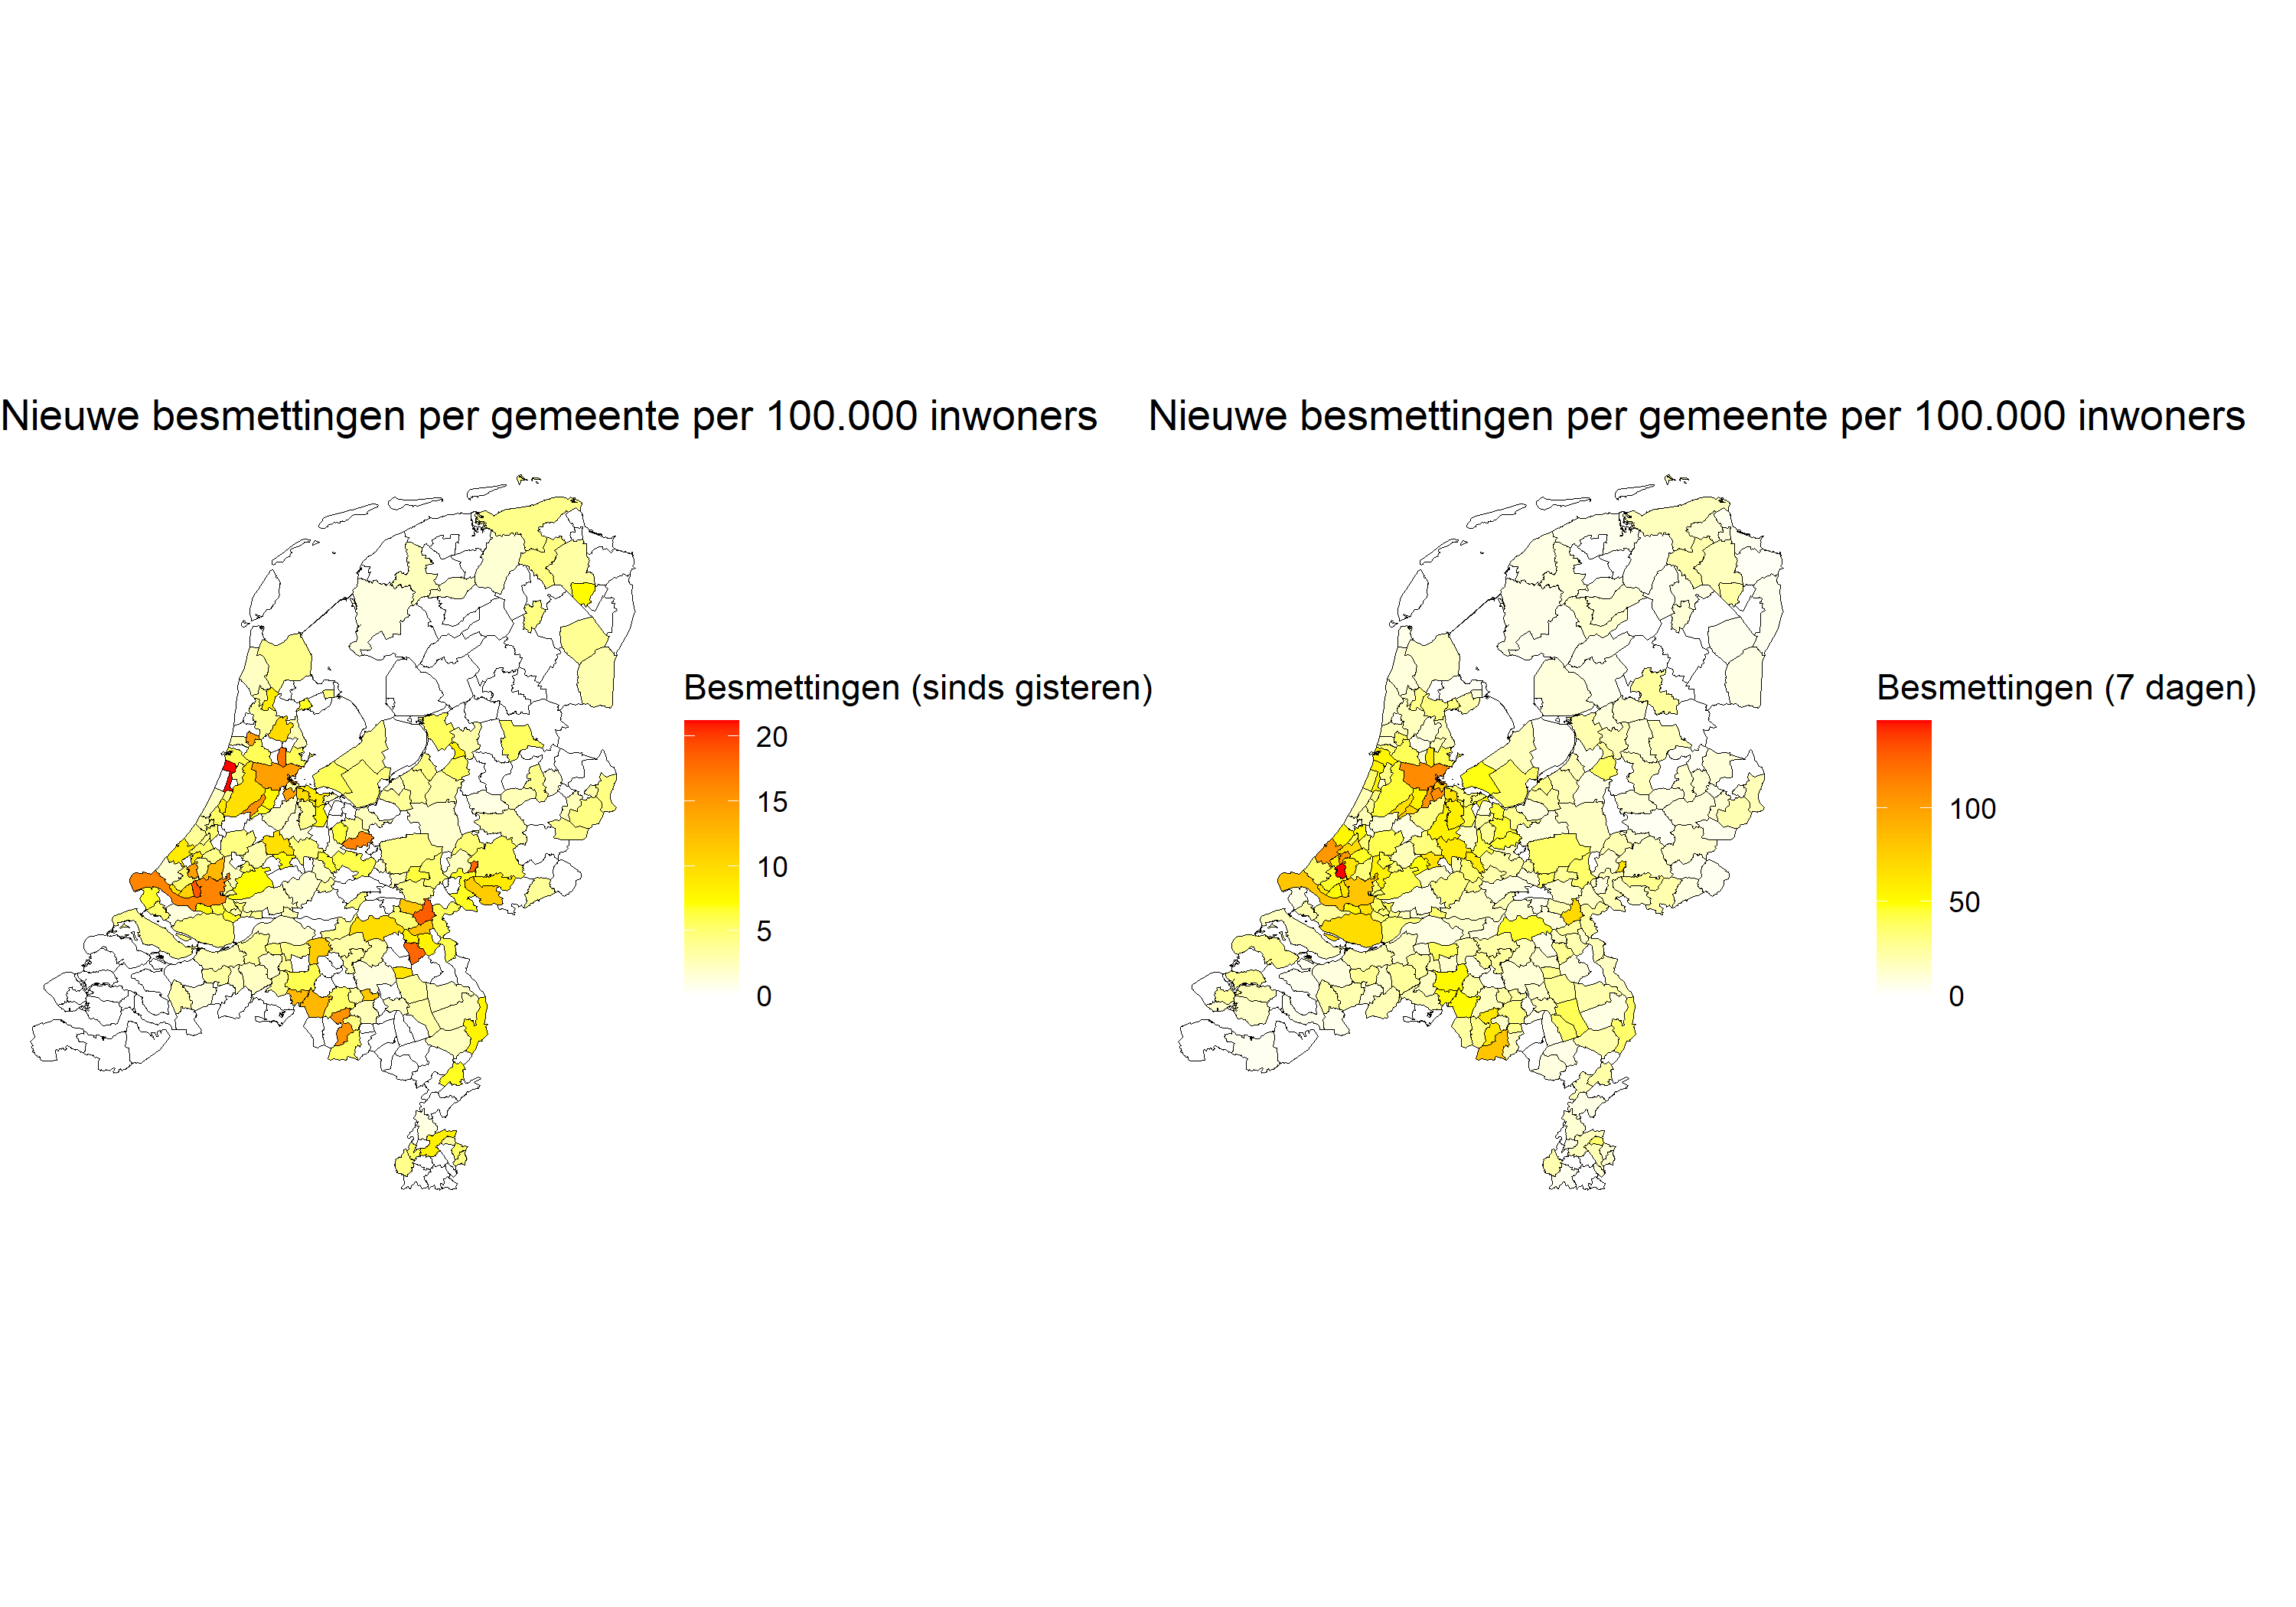 Nieuwe besmettingen per gemeente per 100.000 inwoners
Besmettingen (sinds gisteren)
20
15
10
5
0
Nieuwe besmettingen per gemeente per 100.000 inwoners
Besmettingen (7 dagen)
100
50
0